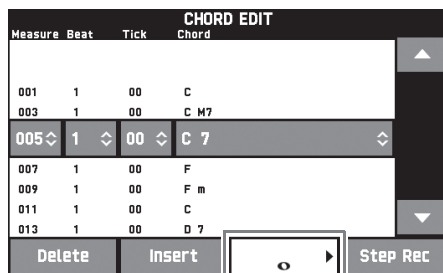 CHORD EDIT
Measure Beat Tick Chord
001 1 00 C
003 1 00 C M7
005 1 00 C 7
007 1 00 F
009 1 00 F m
011 1 00 C
013 1 00 D 7
Delete Insert Step Rec